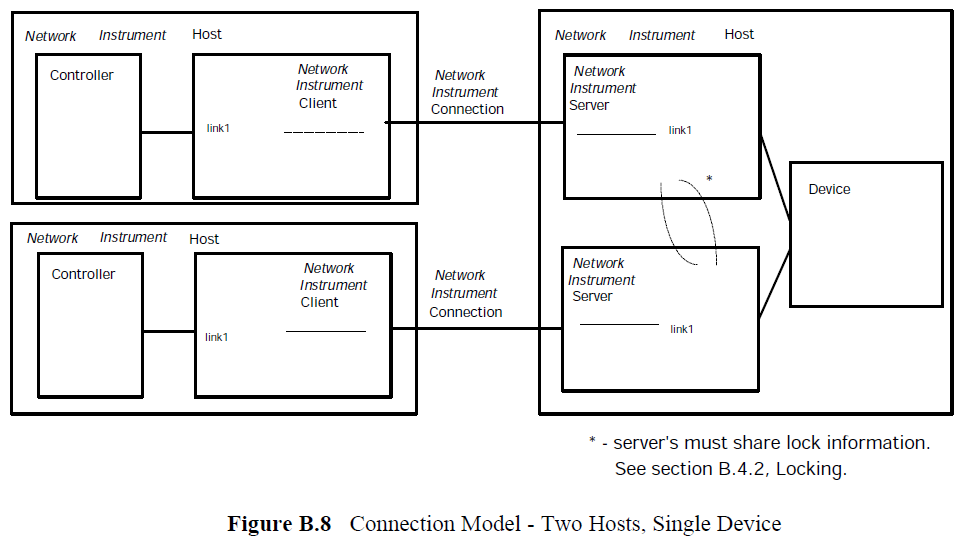 Network Instrument Host
Controller
Network
Instrument
Client
link1
Network
Instrument
Connection
Network Instrument Host
Network
Instrument
Server
link1
*
Device
Network Instrument Host
Controller
Network
Instrument
Client
link1
Network
Instrument
Connection
Network
Instrument
Server
link1
* - server's must share lock information.
See section B.4.2, Locking.
Figure B.8 Connection Model - Two Hosts, Single Device